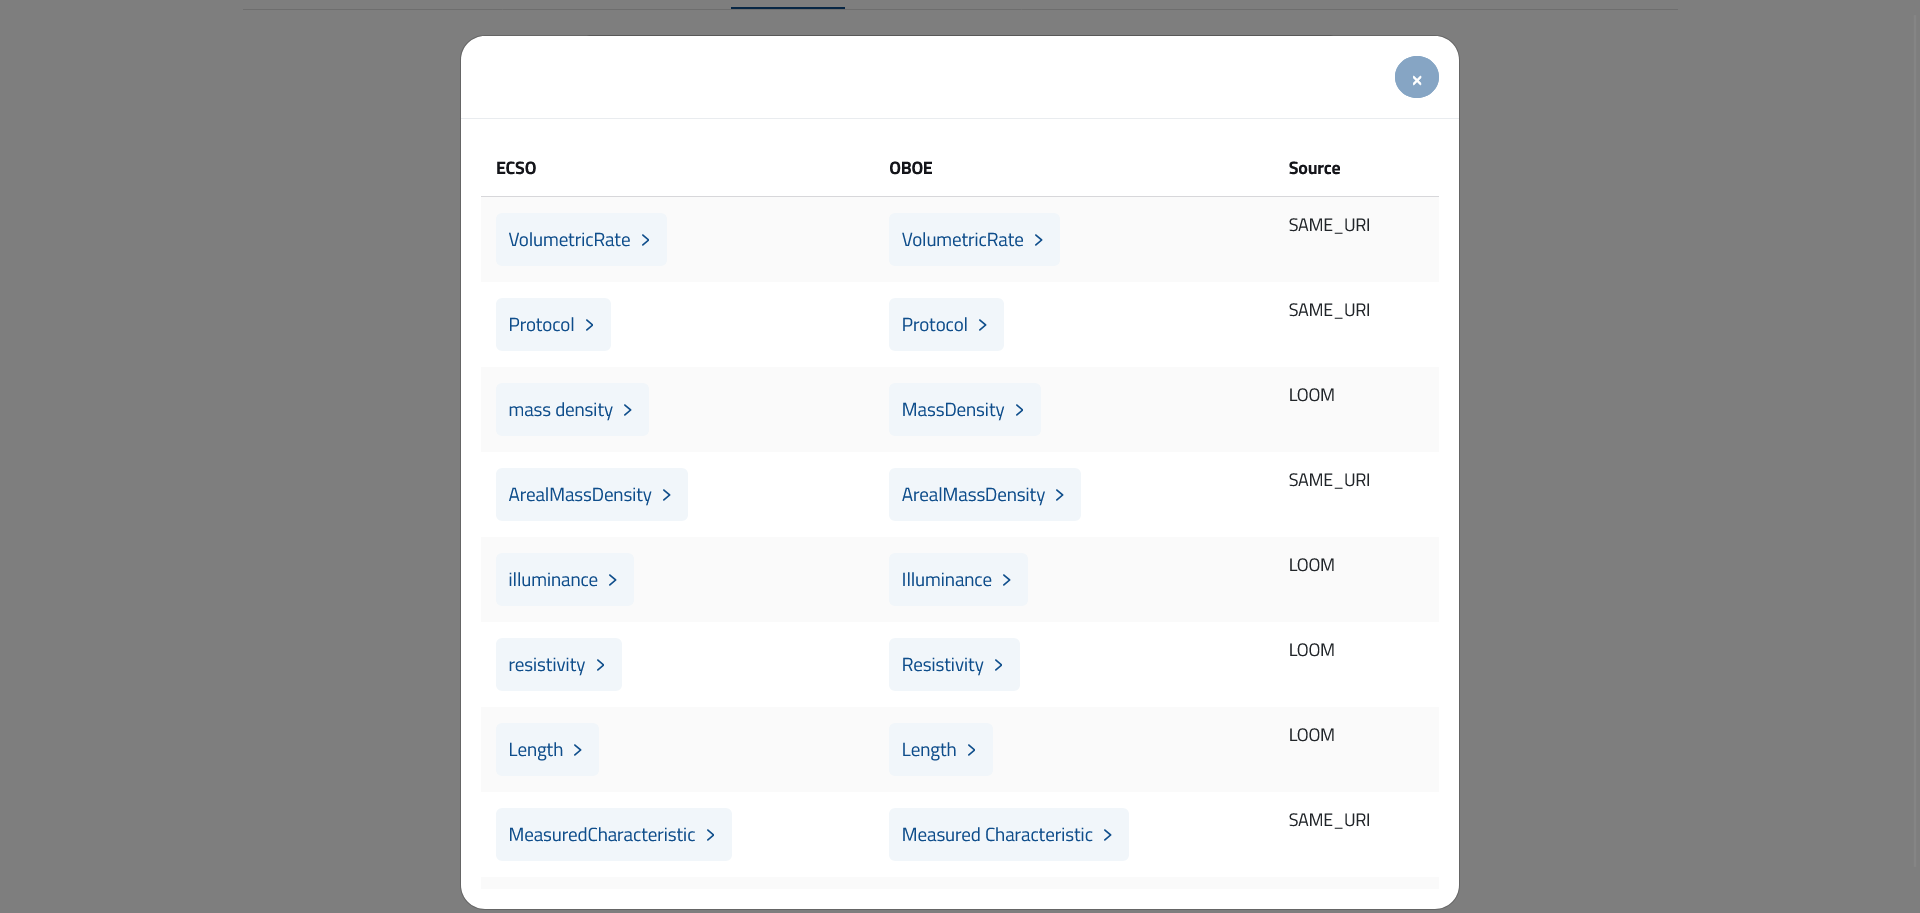 ×
ECSO OBOE Source
VolumetricRate > VolumetricRate > SAME_URI
Protocol > Protocol > SAME_URI
mass density > MassDensity > LOOM
ArealMassDensity > ArealMassDensity > SAME_URI
illuminance > Illuminance > LOOM
resistivity > Resistivity > LOOM
Length > Length > LOOM
MeasuredCharacteristic > Measured Characteristic > SAME_URI